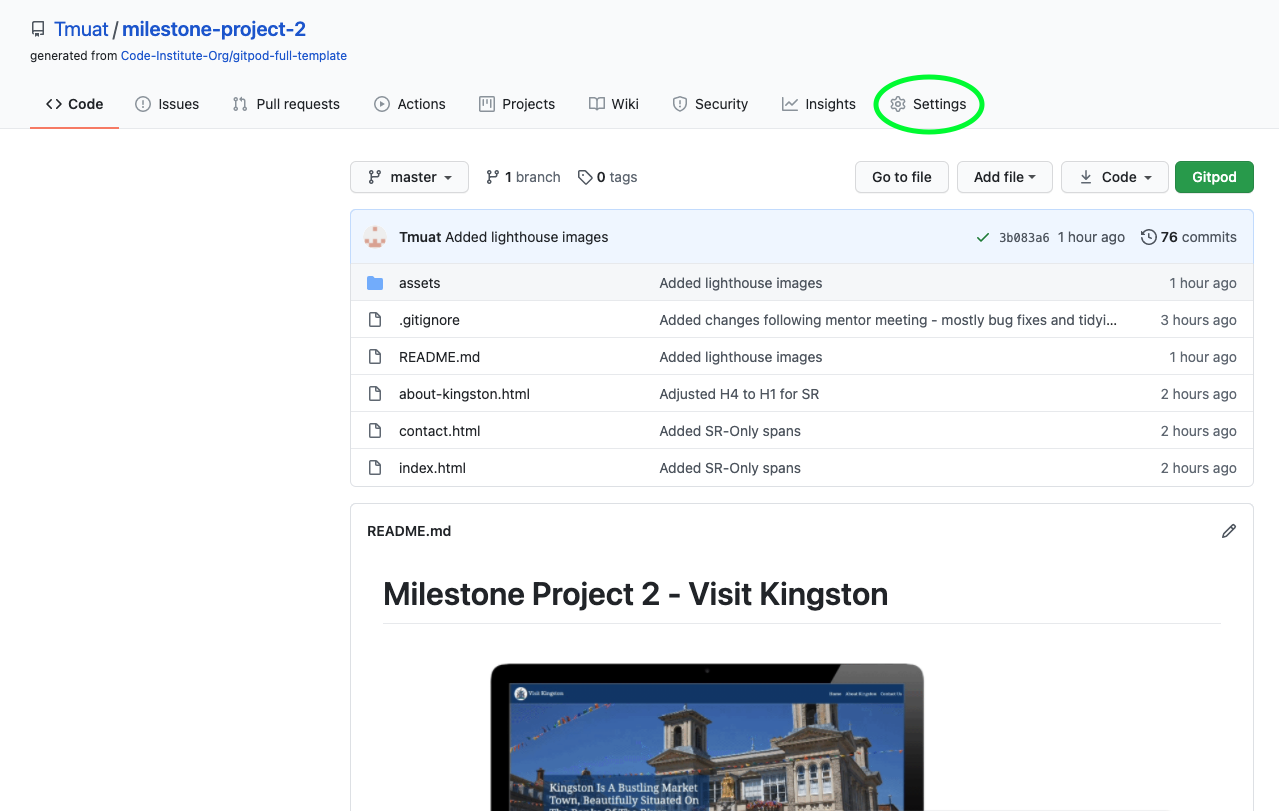 Tmuat / milestone-project-2
generated from Code-Institute-Org/gitpod-full-template
Code Issues Pull requests Actions Projects Wiki Security Insights Settings
master 1 branch 0 tags Go to file Add file Code Gitpod
Tmuat Added lighthouse images 3b083a6 1 hour ago 76 commits
assets Added lighthouse images 1 hour ago
.gitignore Added changes following mentor meeting - mostly bug fixes and tidyi... 3 hours ago
README.md Added lighthouse images 1 hour ago
about-kingston.html Adjusted H4 to H1 for SR 2 hours ago
contact.html Added SR-Only spans 2 hours ago
index.html Added SR-Only spans 2 hours ago
README.md
Milestone Project 2 - Visit Kingston
Visit Kingston Home About Kingston Contact Us
Kingston Is A Bustling Market
Town, Beautifully Situated On